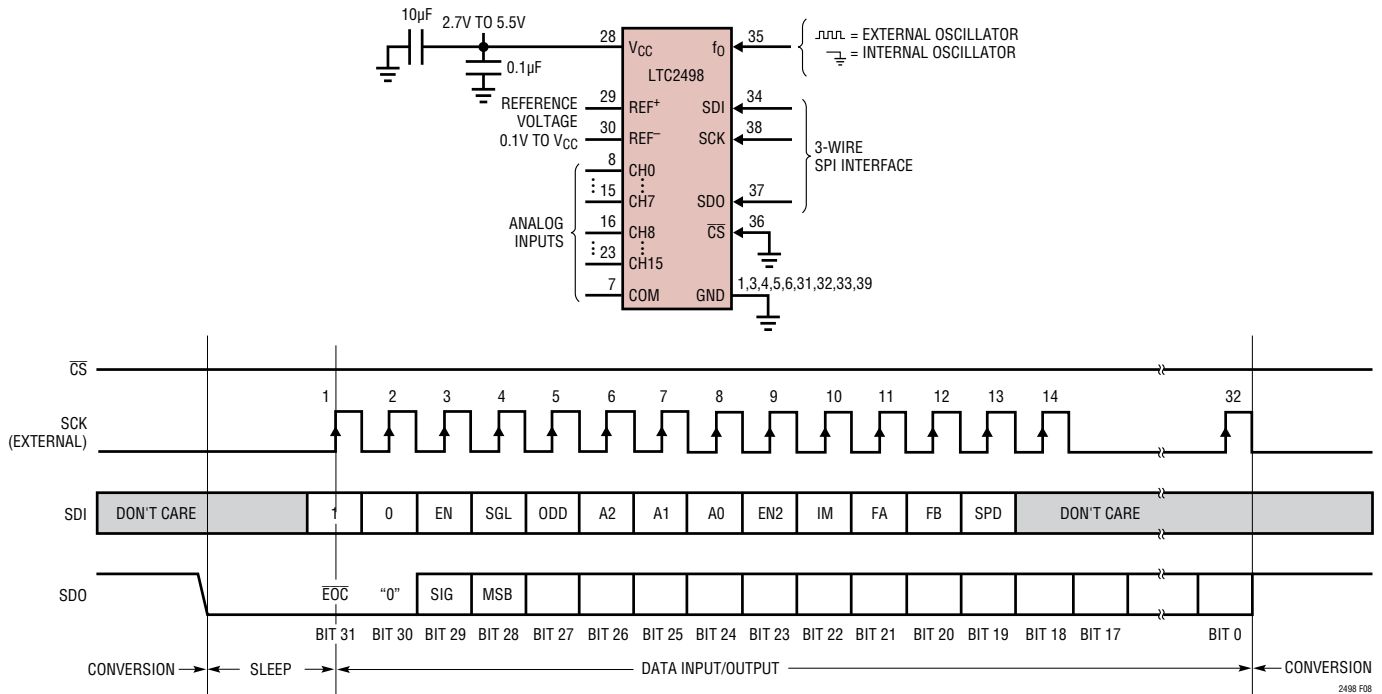 10µF
2.7V TO 5.5V
0.1µF
28
VCC
fO
35
= EXTERNAL OSCILLATOR
= INTERNAL OSCILLATOR
LTC2498
REFERENCE
VOLTAGE
0.1V TO VCC
29
REF+
30
REF–
SDI
34
SCK
38
3-WIRE
SPI INTERFACE
SDO
37
CS
36
ANALOG
INPUTS
8
CH0
15
CH7
16
CH8
23
CH15
7
COM
GND
1,3,4,5,6,31,32,33,39
CS
SCK
(EXTERNAL)
1 2 3 4 5 6 7 8 9 10 11 12 13 14 32
SDI
DON'T CARE 1 0 EN SGL ODD A2 A1 A0 EN2 IM FA FB SPD DON'T CARE
SDO
EOC "0" SIG MSB
BIT 31 BIT 30 BIT 29 BIT 28 BIT 27 BIT 26 BIT 25 BIT 24 BIT 23 BIT 22 BIT 21 BIT 20 BIT 19 BIT 18 BIT 17 BIT 0
CONVERSION SLEEP DATA INPUT/OUTPUT CONVERSION
2498 F08